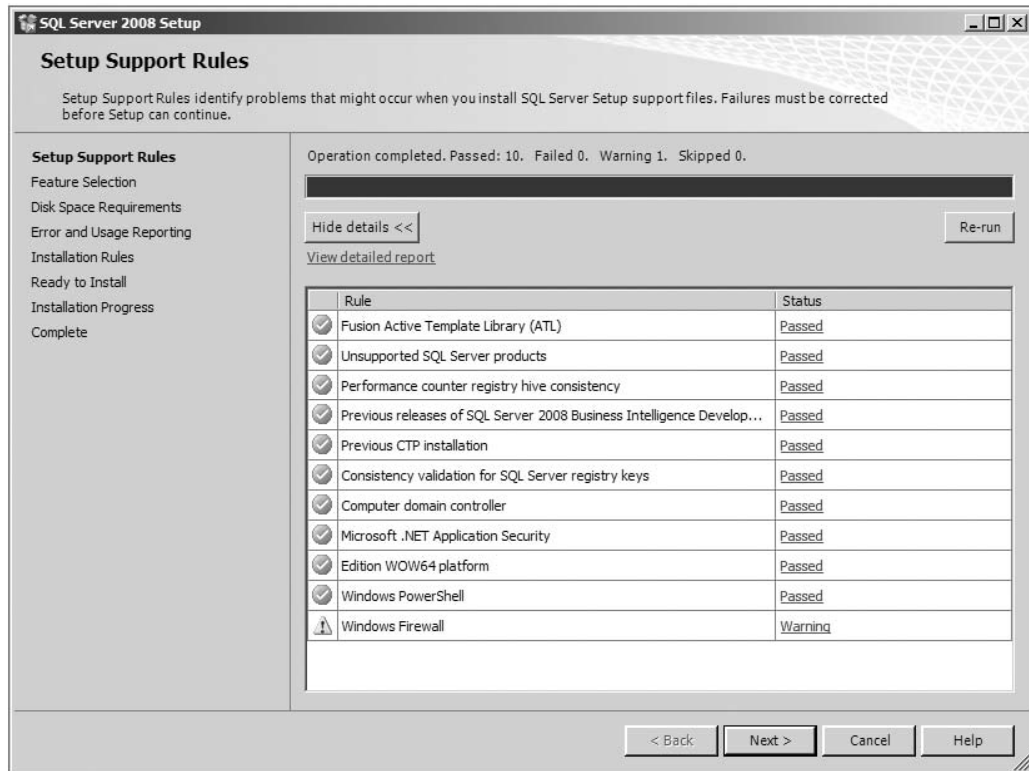 SQL Server 2008 Setup
Setup Support Rules
Setup Support Rules identify problems that might occur when you install SQL Server Setup support files. Failures must be corrected
before Setup can continue.
Setup Support Rules
Feature Selection
Disk Space Requirements
Error and Usage Reporting
Installation Rules
Ready to Install
Installation Progress
Complete
Operation completed. Passed: 10. Failed 0. Warning 1. Skipped 0.
Hide details <<
Re-run
View detailed report
Rule Status
Fusion Active Template Library (ATL) Passed
Unsupported SQL Server products Passed
Performance counter registry hive consistency Passed
Previous releases of SQL Server 2008 Business Intelligence Develop... Passed
Previous CTP installation Passed
Consistency validation for SQL Server registry keys Passed
Computer domain controller Passed
Microsoft .NET Application Security Passed
Edition WOW64 platform Passed
Windows PowerShell Passed
Windows Firewall Warning
< Back Next > Cancel Help